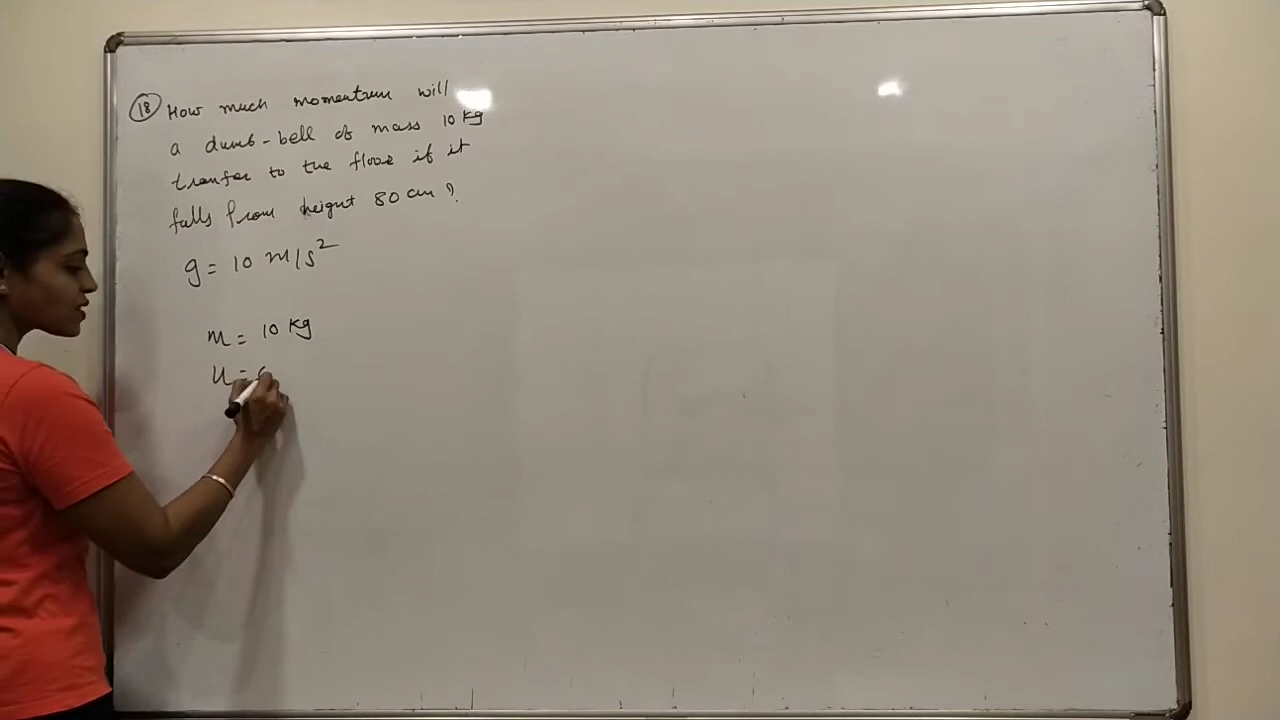 18 How much momentum will
a dumb-bell of mass 10 kg
transfer to the floor if it
falls from height 80 cm?
g = 10 m/s²
m = 10 kg
u =